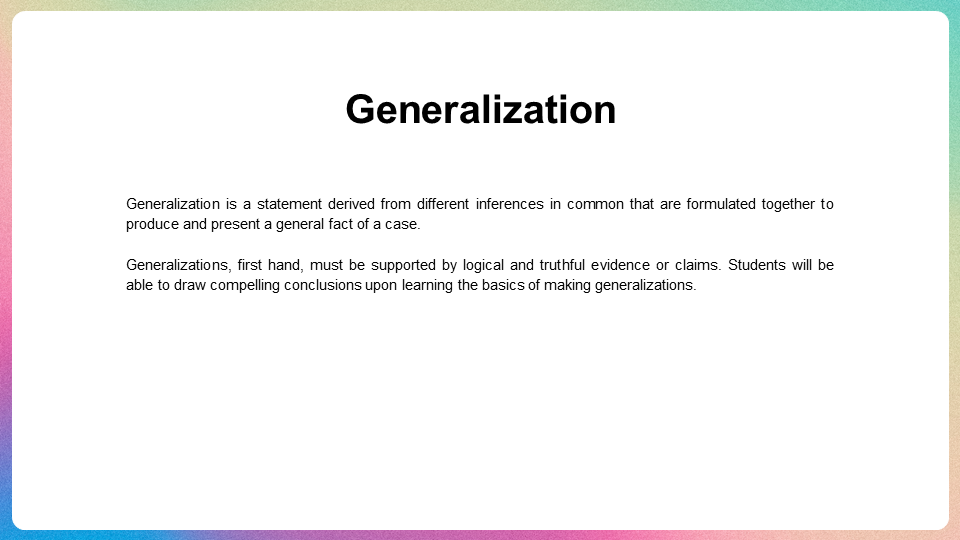 Generalization
Generalization is a statement derived from different inferences in common that are formulated together to
produce and present a general fact of a case.
Generalizations, first hand, must be supported by logical and truthful evidence or claims. Students will be
able to draw compelling conclusions upon learning the basics of making generalizations.